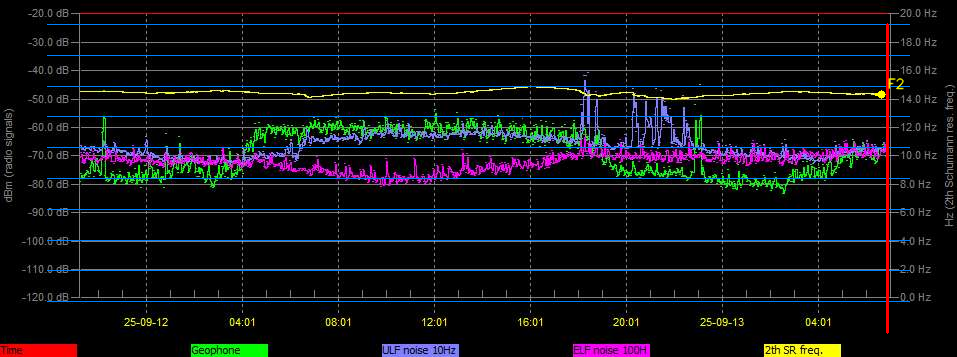 -20.0 dB 20.0 Hz
-30.0 dB 18.0 Hz
-40.0 dB 16.0 Hz
F2
-50.0 dB 14.0 Hz
-60.0 dB 12.0 Hz
-70.0 dB 10.0 Hz
-80.0 dB 8.0 Hz
-90.0 dB 6.0 Hz
-100.0 dB 4.0 Hz
-110.0 dB 2.0 Hz
-120.0 dB 0.0 Hz
dBm (radio signals)
Hz (2th Schumann res. freq.)
25-09-12 04:01 08:01 12:01 16:01 20:01 25-09-13 04:01
Time Geophone ULF noise 10Hz ELF noise 100H 2th SR freq.